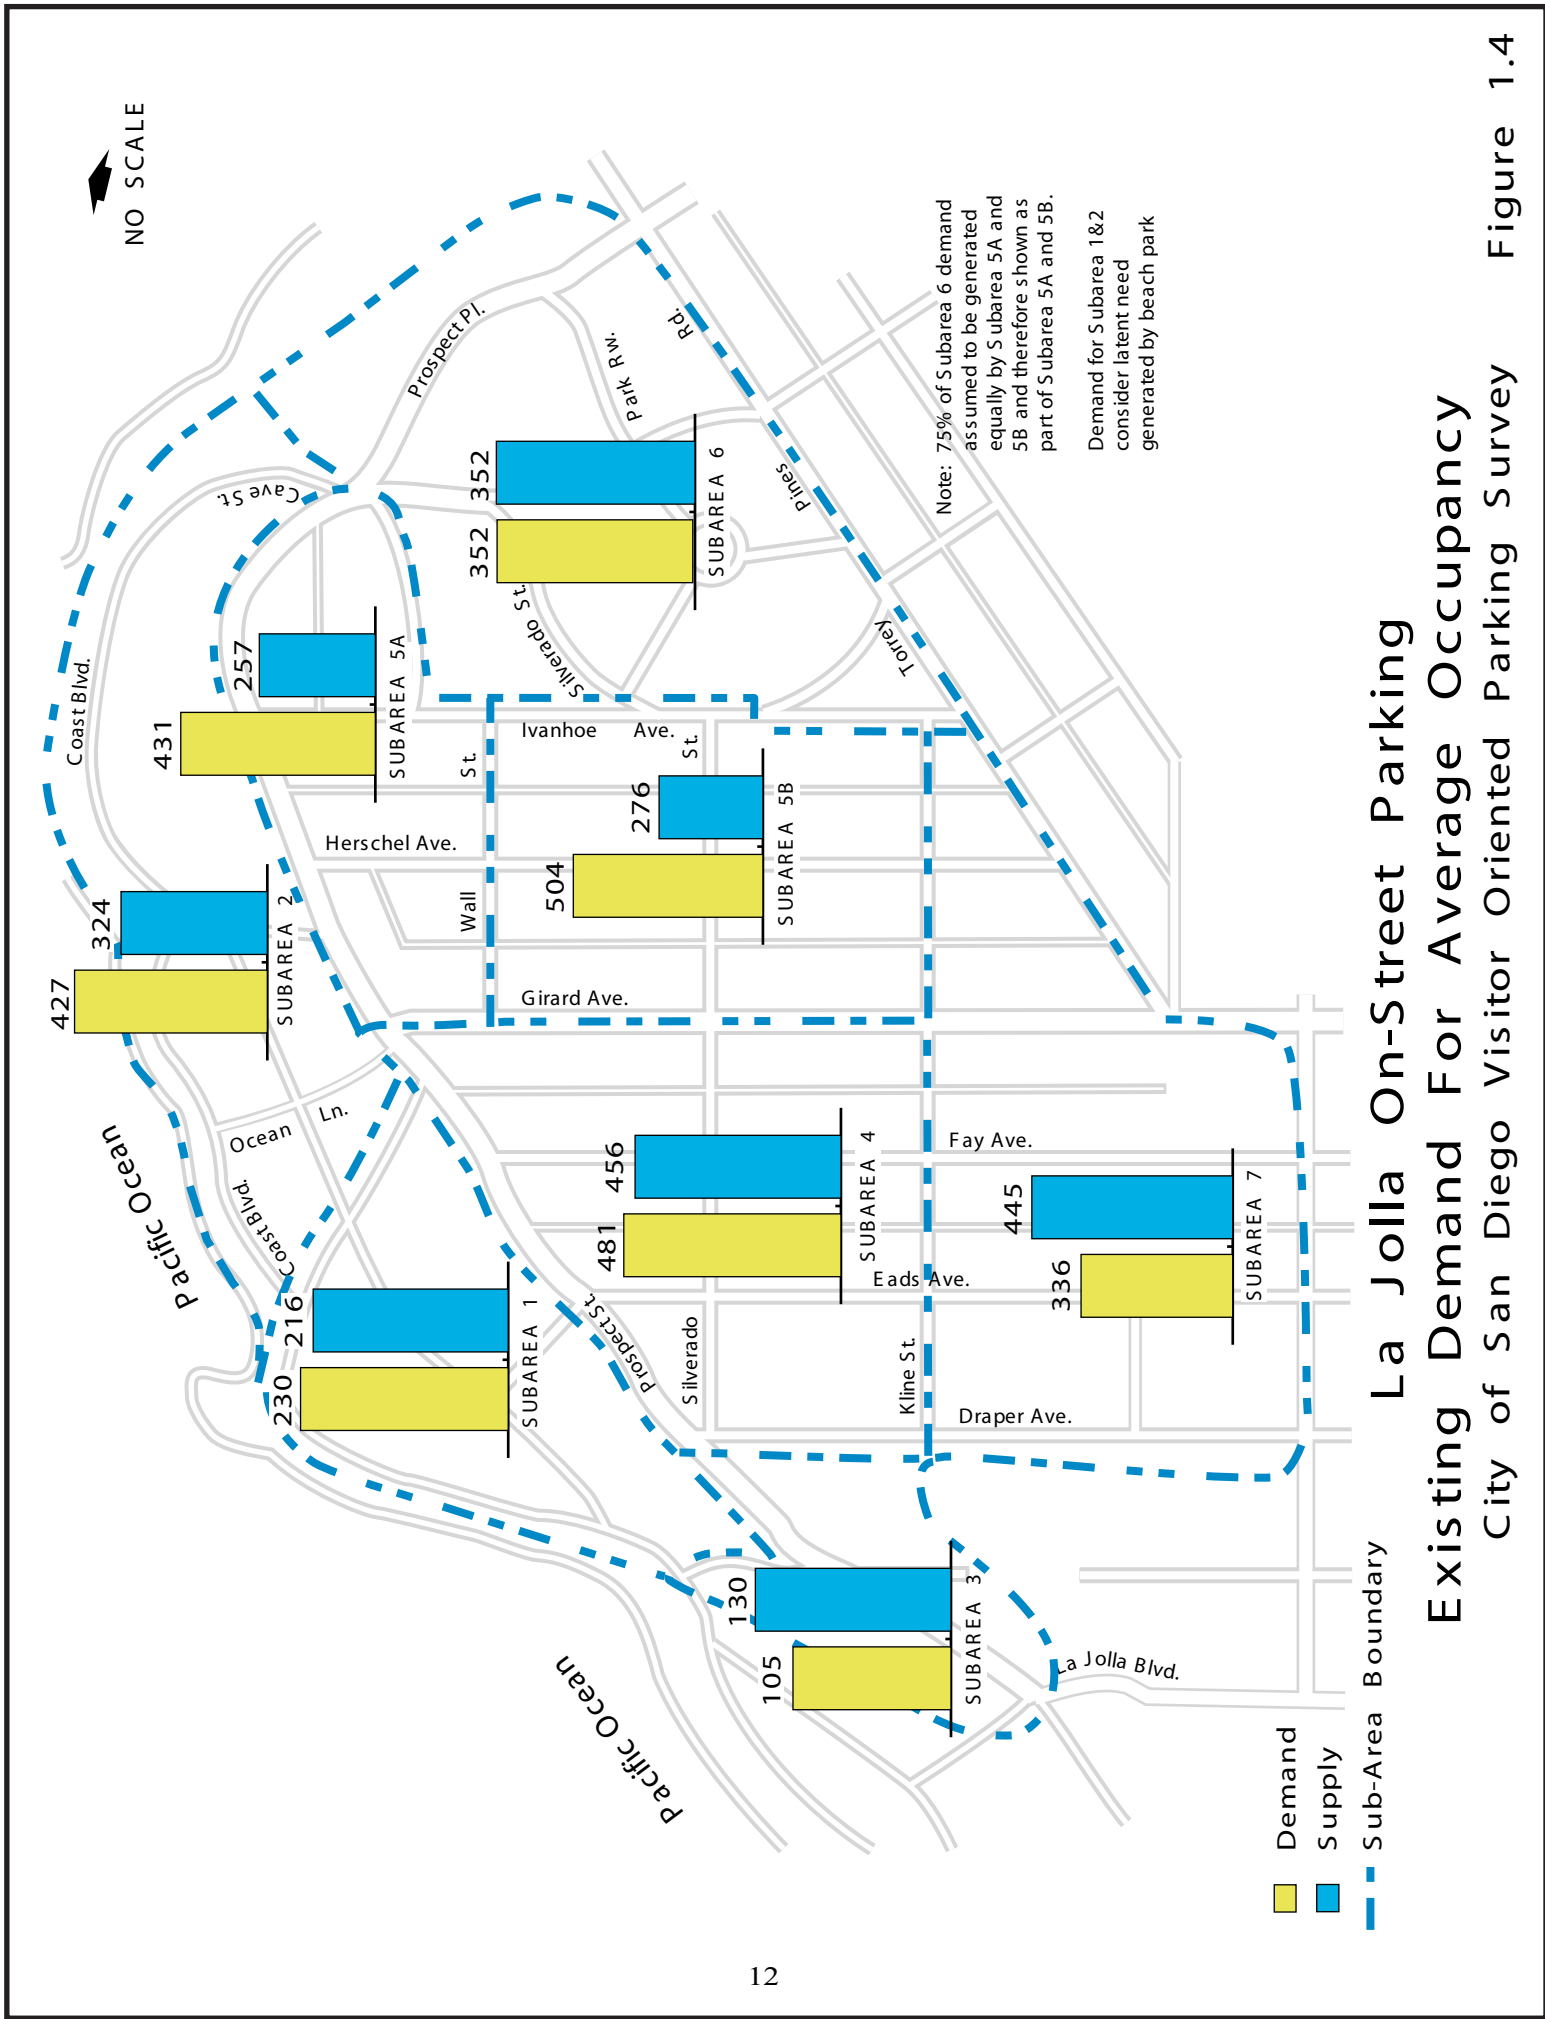 NO SCALE
Pacific Ocean
Pacific Ocean
Coast Blvd.
Coast Blvd.
Cave St.
Prospect Pl.
Park Rw.
Rd.
Pines
Torrey
Silverado St.
Ivanhoe Ave.
St.
Wall St.
Herschel Ave.
Girard Ave.
Ocean Ln.
Fay Ave.
Eads Ave.
Prospect St.
Silverado
Kline St.
Draper Ave.
La Jolla Blvd.
230 216
SUBAREA 1
427 324
SUBAREA 2
105 130
SUBAREA 3
481 456
SUBAREA 4
431 257
SUBAREA 5A
504 276
SUBAREA 5B
352 352
SUBAREA 6
336 445
SUBAREA 7
Note: 75% of Subarea 6 demand
assumed to be generated
equally by Subarea 5A and
5B and therefore shown as
part of Subarea 5A and 5B.
Demand for Subarea 1&2
consider latent need
generated by beach park
Demand
Supply
Sub-Area Boundary
La Jolla On-Street Parking
Existing Demand For Average Occupancy
City of San Diego Visitor Oriented Parking Survey
Figure 1.4
12